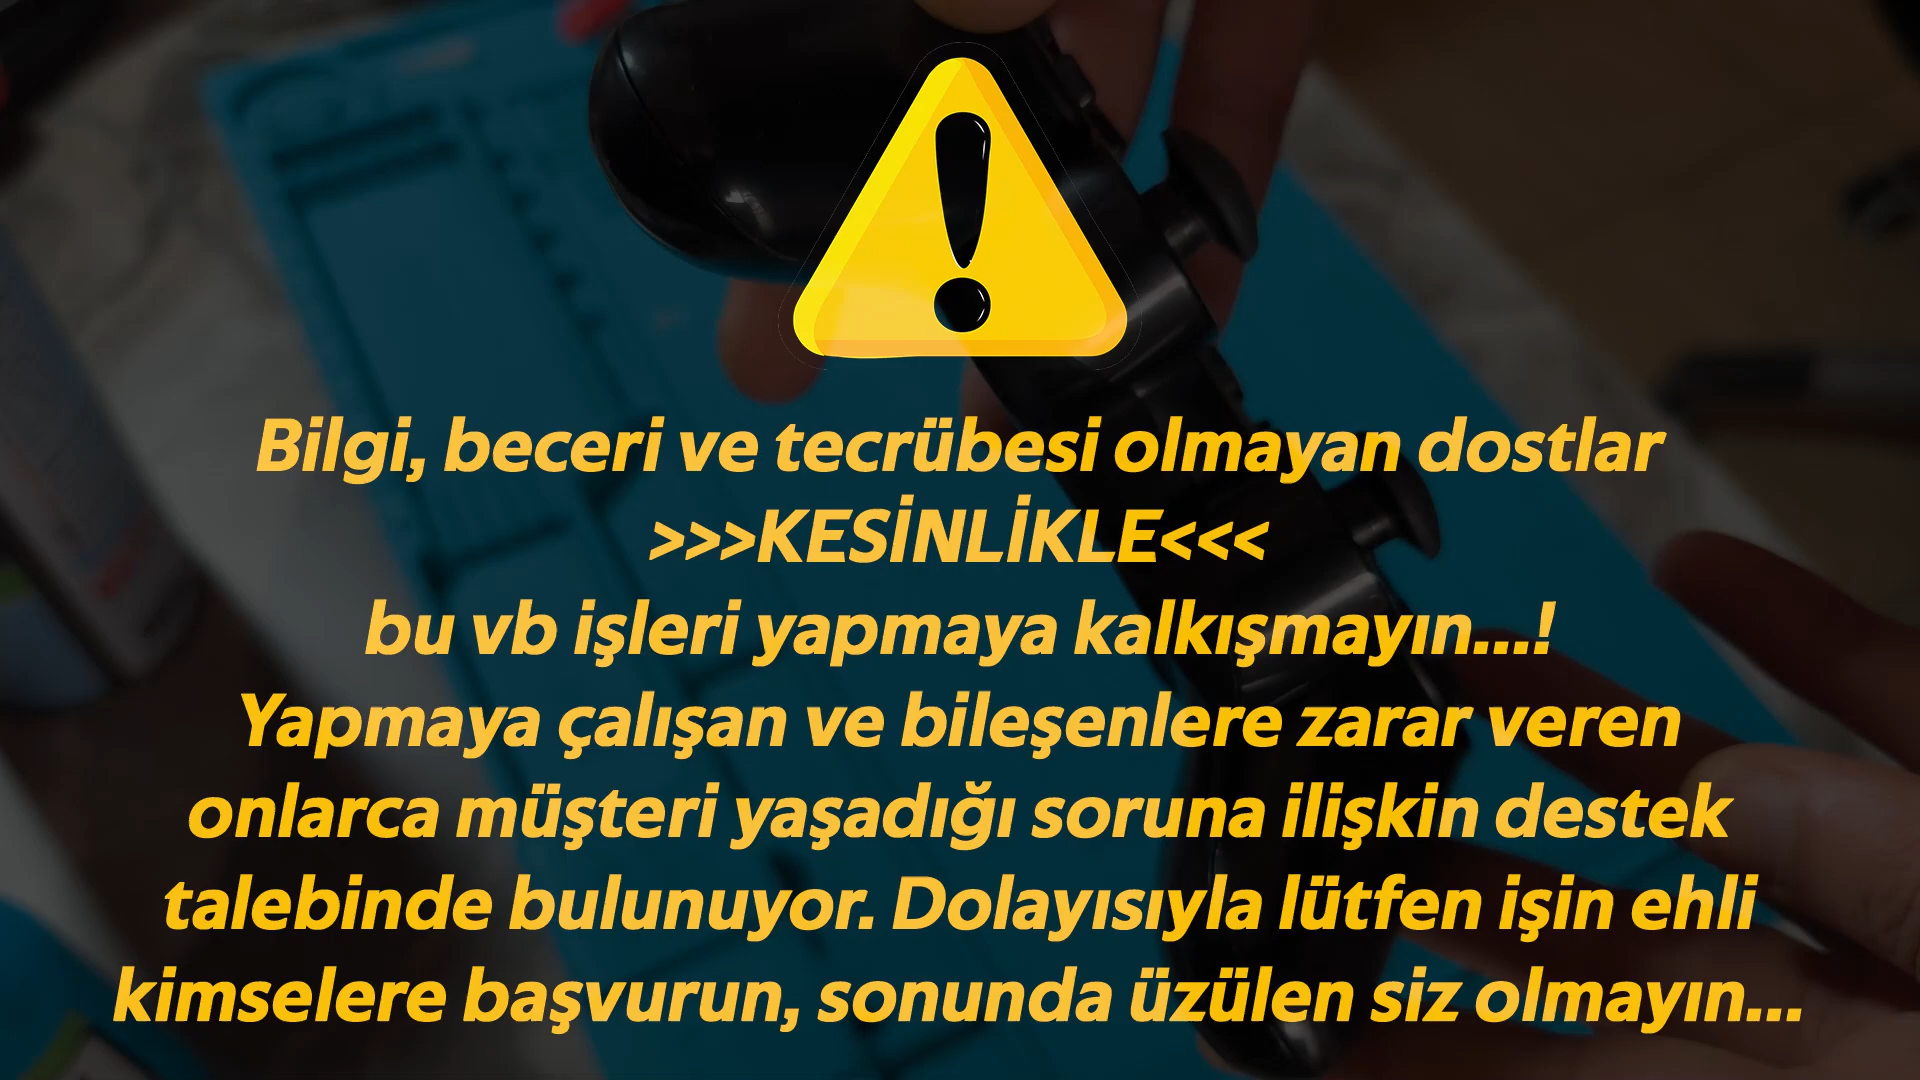 Bilgi, beceri ve tecrübesi olmayan dostlar
>>>KESİNLİKLE<<<
bu vb işleri yapmaya kalkışmayın...!
Yapmaya çalışan ve bileşenlere zarar veren
onlarca müşteri yaşadığı soruna ilişkin destek
talebinde bulunuyor. Dolayısıyla lütfen işin ehli
kimselere başvurun, sonunda üzülen siz olmayın...